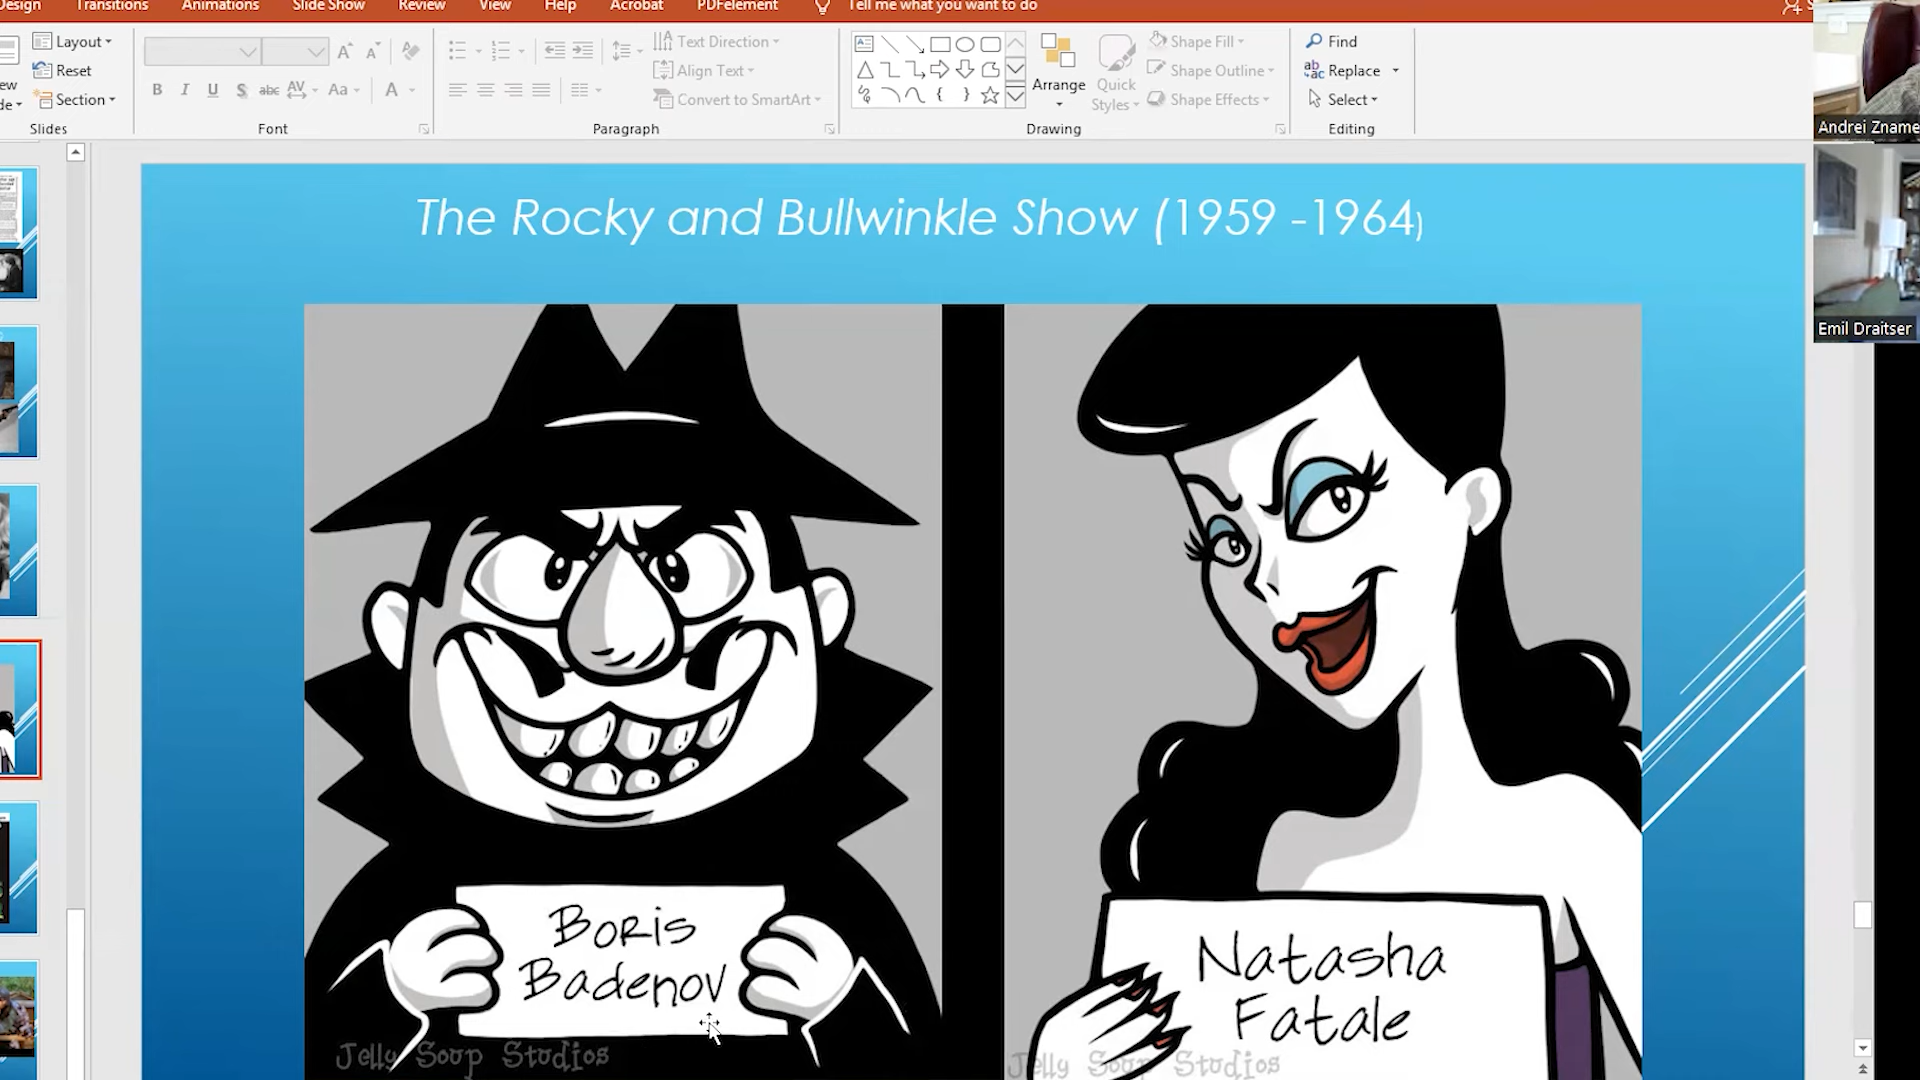 Design Transitions Animations Slide Show Review View Help Acrobat PDFelement Tell me what you want to do
Layout
Reset
Section
Slides
Font
Text Direction
Align Text
Convert to SmartArt
Paragraph
Arrange
Quick
Styles
Shape Fill
Shape Outline
Shape Effects
Drawing
Find
Replace
Select
Editing
Andrei Zname
Emil Draitser
The Rocky and Bullwinkle Show (1959 -1964)
Boris
Badenov
Natasha
Fatale
Jelly Soup Studios
Jelly Soup Studios